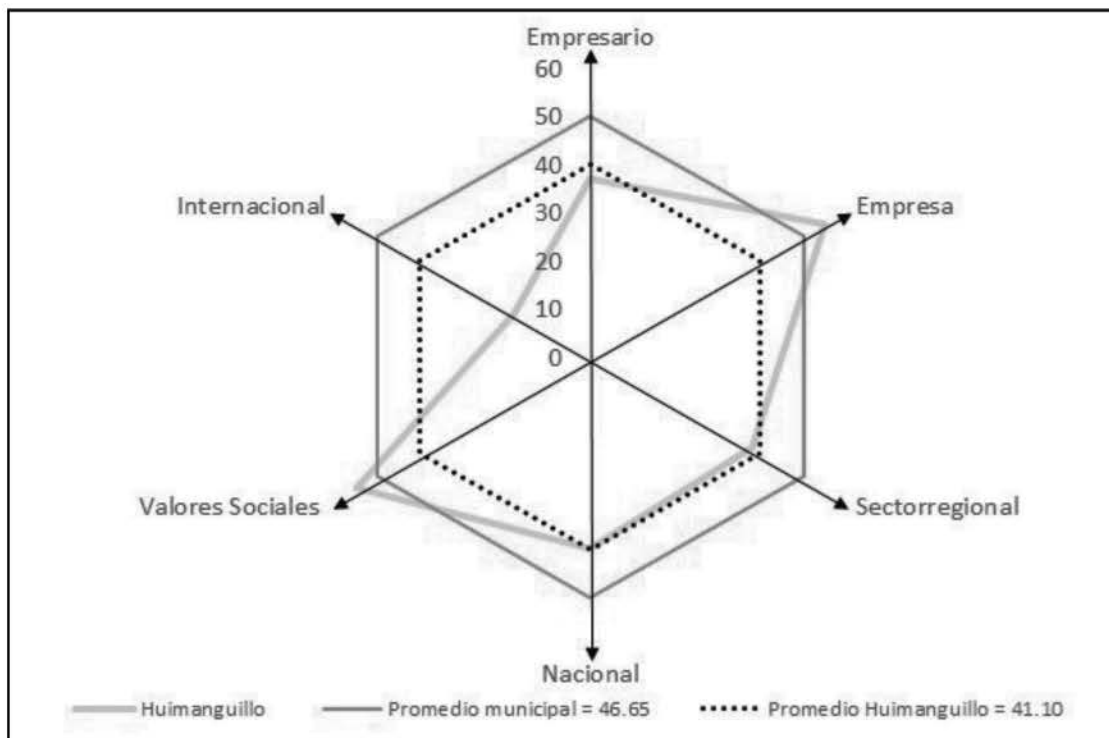 Empresario
60
50
40
30
20
10
0
Internacional
Empresa
Valores Sociales
Sectorregional
Nacional
Huimanguillo
Promedio municipal = 46.65
Promedio Huimanguillo = 41.10